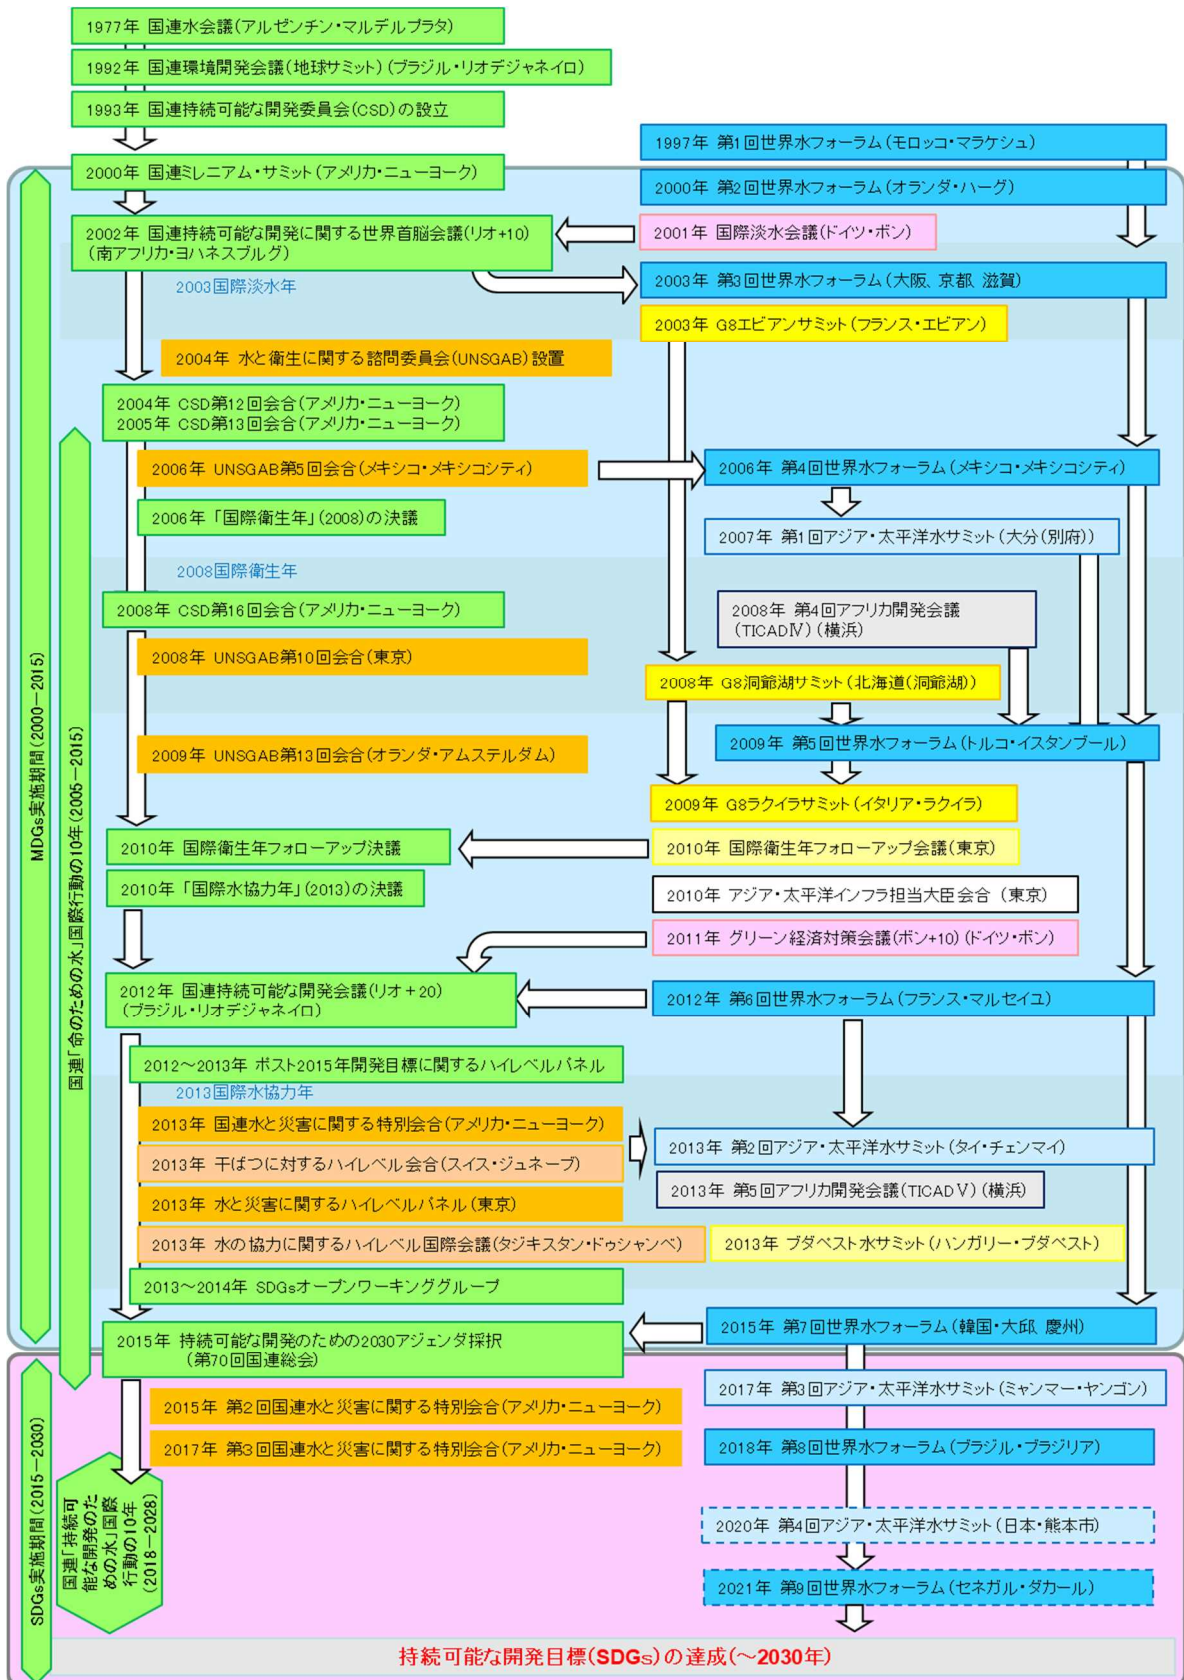 1977年 国連水会議(アルゼンチン・マルデルプラタ)
1992年 国連環境開発会議(地球サミット)(ブラジル・リオデジャネイロ)
1993年 国連持続可能な開発委員会(CSD)の設立
1997年 第1回世界水フォーラム(モロッコ・マラケシュ)
2000年 国連ミレニアム・サミット(アメリカ・ニューヨーク)
2000年 第2回世界水フォーラム(オランダ・ハーグ)
2002年 国連持続可能な開発に関する世界首脳会議(リオ+10)
(南アフリカ・ヨハネスブルグ)
2001年 国際淡水会議(ドイツ・ボン)
2003国際淡水年
2003年 第3回世界水フォーラム(大阪、京都、滋賀)
2003年 G8エビアンサミット(フランス・エビアン)
2004年 水と衛生に関する諮問委員会(UNSGAB)設置
2004年 CSD第12回会合(アメリカ・ニューヨーク)
2005年 CSD第13回会合(アメリカ・ニューヨーク)
2006年 UNSGAB第5回会合(メキシコ・メキシコシティ)
2006年 第4回世界水フォーラム(メキシコ・メキシコシティ)
2006年「国際衛生年」(2008)の決議
2007年 第1回アジア・太平洋水サミット(大分(別府))
2008国際衛生年
2008年 CSD第16回会合(アメリカ・ニューヨーク)
2008年 第4回アフリカ開発会議
(TICADⅣ)(横浜)
2008年 UNSGAB第10回会合(東京)
2008年 G8洞爺湖サミット(北海道(洞爺湖))
2009年 UNSGAB第13回会合(オランダ・アムステルダム)
2009年 第5回世界水フォーラム(トルコ・イスタンブール)
2009年 G8ラクイラサミット(イタリア・ラクイラ)
2010年 国際衛生年フォローアップ決議
2010年 国際衛生年フォローアップ会議(東京)
2010年「国際水協力年」(2013)の決議
2010年 アジア・太平洋インフラ担当大臣会合 (東京)
2011年 グリーン経済対策会議(ボン+10)(ドイツ・ボン)
2012年 国連持続可能な開発会議(リオ+20)
(ブラジル・リオデジャネイロ)
2012年 第6回世界水フォーラム(フランス・マルセイユ)
2012~2013年 ポスト2015年開発目標に関するハイレベルパネル
2013国際水協力年
2013年 国連水と災害に関する特別会合(アメリカ・ニューヨーク)
2013年 第2回アジア・太平洋水サミット(タイ・チェンマイ)
2013年 干ばつに対するハイレベル会合(スイス・ジュネーブ)
2013年 第5回アフリカ開発会議(TICADⅤ)(横浜)
2013年 水と災害に関するハイレベルパネル(東京)
2013年 水の協力に関するハイレベル国際会議(タジキスタン・ドゥシャンベ)
2013年 ブダペスト水サミット(ハンガリー・ブダペスト)
2013~2014年 SDGsオープンワーキンググループ
2015年 持続可能な開発のための2030アジェンダ採択
(第70回国連総会)
2015年 第7回世界水フォーラム(韓国・大邱、慶州)
2017年 第3回アジア・太平洋水サミット(ミャンマー・ヤンゴン)
2015年 第2回国連水と災害に関する特別会合(アメリカ・ニューヨーク)
2017年 第3回国連水と災害に関する特別会合(アメリカ・ニューヨーク)
2018年 第8回世界水フォーラム(ブラジル・ブラジリア)
2020年 第4回アジア・太平洋水サミット(日本・熊本市)
2021年 第9回世界水フォーラム(セネガル・ダカール)
MDGs実施期間(2000-2015)
国連「命のための水」国際行動の10年(2005-2015)
SDGs実施期間(2015-2030)
国連「持続可
能な開発のた
めの水」国際
行動の10年
(2018-2028)
持続可能な開発目標(SDGs)の達成(~2030年)